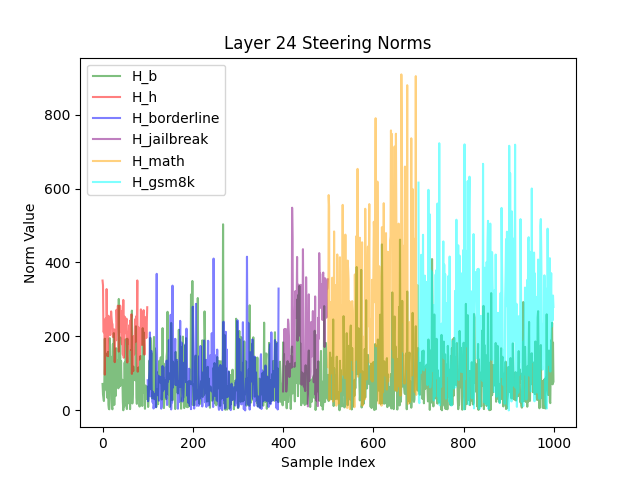 Layer 24 Steering Norms
H_b
H_h
H_borderline
H_jailbreak
H_math
H_gsm8k
Norm Value
800
600
400
200
0
0 200 400 600 800 1000
Sample Index